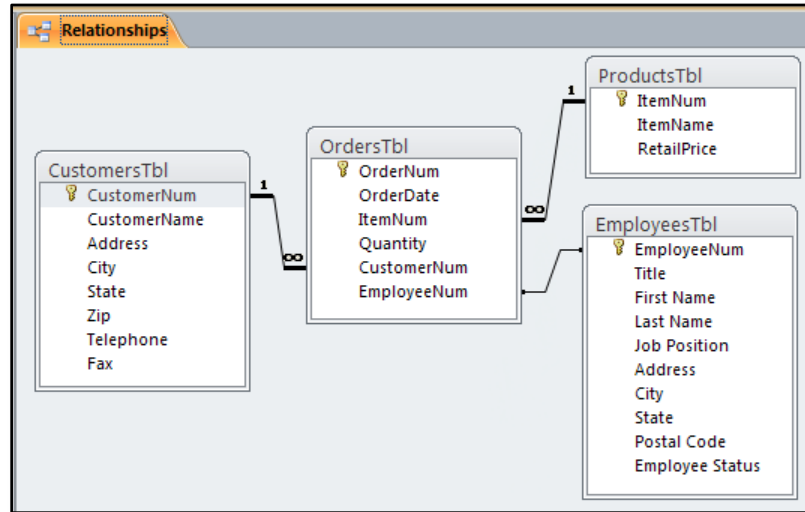 Relationships
CustomersTbl
CustomerNum
CustomerName
Address
City
State
Zip
Telephone
Fax
1
∞
OrdersTbl
OrderNum
OrderDate
ItemNum
Quantity
CustomerNum
EmployeeNum
1
∞
ProductsTbl
ItemNum
ItemName
RetailPrice
EmployeesTbl
EmployeeNum
Title
First Name
Last Name
Job Position
Address
City
State
Postal Code
Employee Status